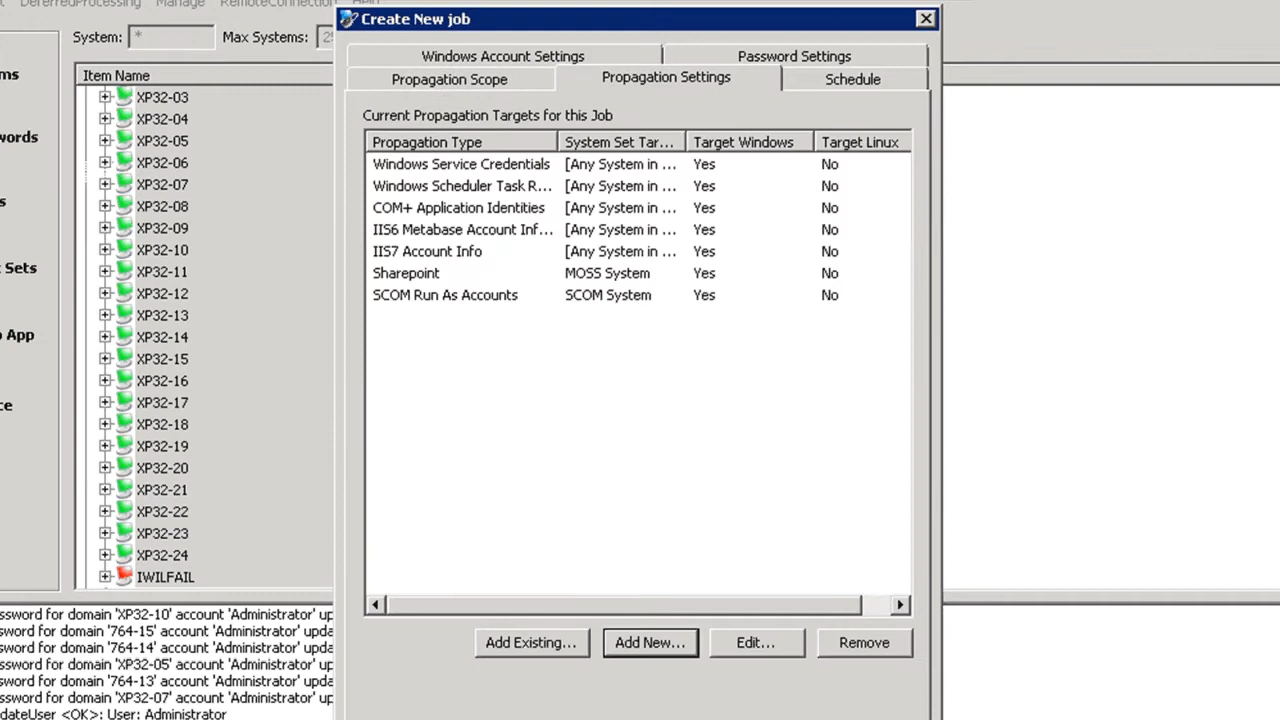 DeferredProcessing Manage RemoteConnection Help
System: * Max Systems: 25
ms
words
s
Sets
App
ce
Item Name
XP32-03
XP32-04
XP32-05
XP32-06
XP32-07
XP32-08
XP32-09
XP32-10
XP32-11
XP32-12
XP32-13
XP32-14
XP32-15
XP32-16
XP32-17
XP32-18
XP32-19
XP32-20
XP32-21
XP32-22
XP32-23
XP32-24
IWILFAIL
ssword for domain 'XP32-10' account 'Administrator' up
sword for domain '764-15' account 'Administrator' upda
sword for domain '764-14' account 'Administrator' upda
ssword for domain 'XP32-05' account 'Administrator' up
sword for domain '764-13' account 'Administrator' upda
ssword for domain 'XP32-07' account 'Administrator' up
dateUser <OK>: User: Administrator
Create New job
Windows Account Settings Password Settings
Propagation Scope Propagation Settings Schedule
Current Propagation Targets for this Job
Propagation Type System Set Tar... Target Windows Target Linux
Windows Service Credentials [Any System in ... Yes No
Windows Scheduler Task R... [Any System in ... Yes No
COM+ Application Identities [Any System in ... Yes No
IIS6 Metabase Account Inf... [Any System in ... Yes No
IIS7 Account Info [Any System in ... Yes No
Sharepoint MOSS System Yes No
SCOM Run As Accounts SCOM System Yes No
Add Existing... Add New... Edit... Remove